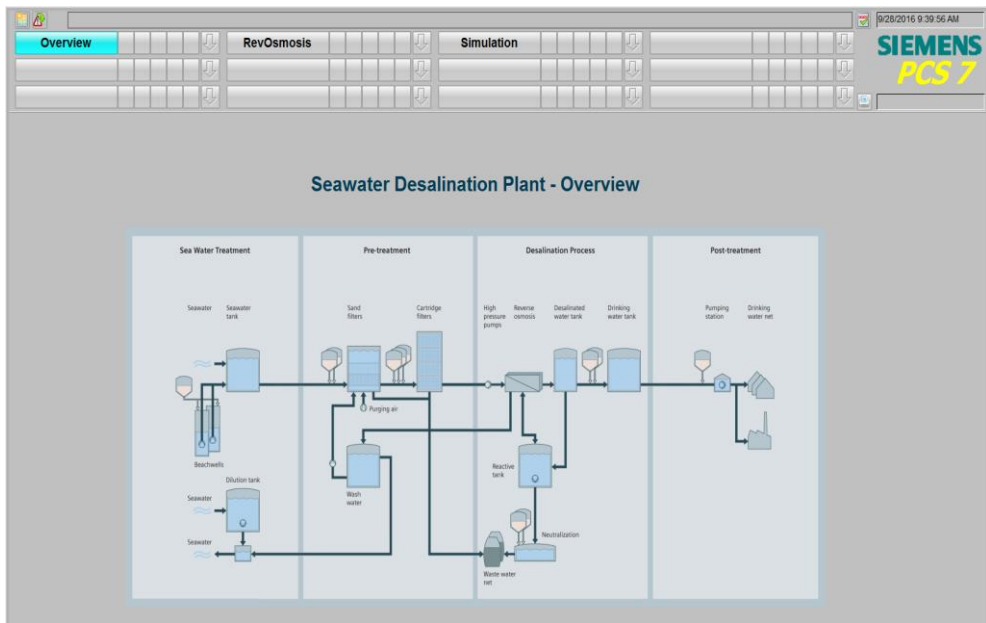 9/28/2016 9:39:56 AM
Overview
RevOsmosis
Simulation
SIEMENS
PCS 7
Seawater Desalination Plant - Overview
Sea Water Treatment
Pre-treatment
Desalination Process
Post-treatment
Seawater
Seawater
tank
Sand
filters
Cartridge
filters
High
pressure
pumps
Reverse
osmosis
Desalinated
water tank
Drinking
water tank
Pumping
station
Drinking
water net
Purging air
Beachwells
Dilution tank
Reactive
tank
Seawater
Wash
water
Seawater
Neutralization
Waste water
net